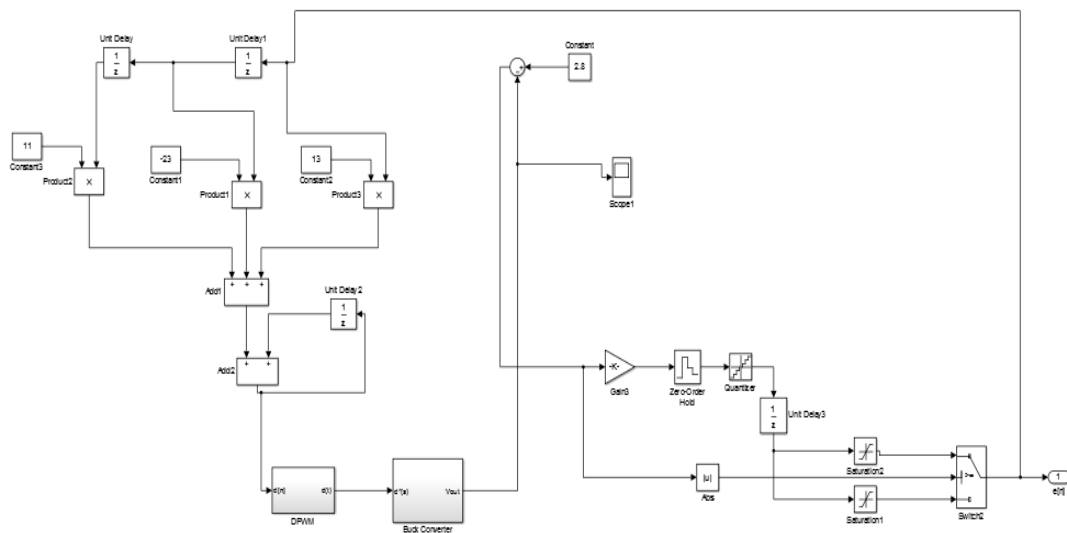 Unit Delay
Unit Delay1
1
z
1
z
Constant
2.8
11
Constant3
Product2
×
-23
Constant1
Product1
×
13
Constant2
Product3
×
Scope1
Add1
+ + +
Unit Delay2
1
z
Add2
+ +
-K-
Gain3
Zero-Order
Hold
Quantizer
1
z
Unit Delay3
Saturation2
|u|
Abs
Saturation1
>=
Switch2
1
e[n]
d[n]
d(t)
DPWM
d'(s)
Vout
Buck Converter